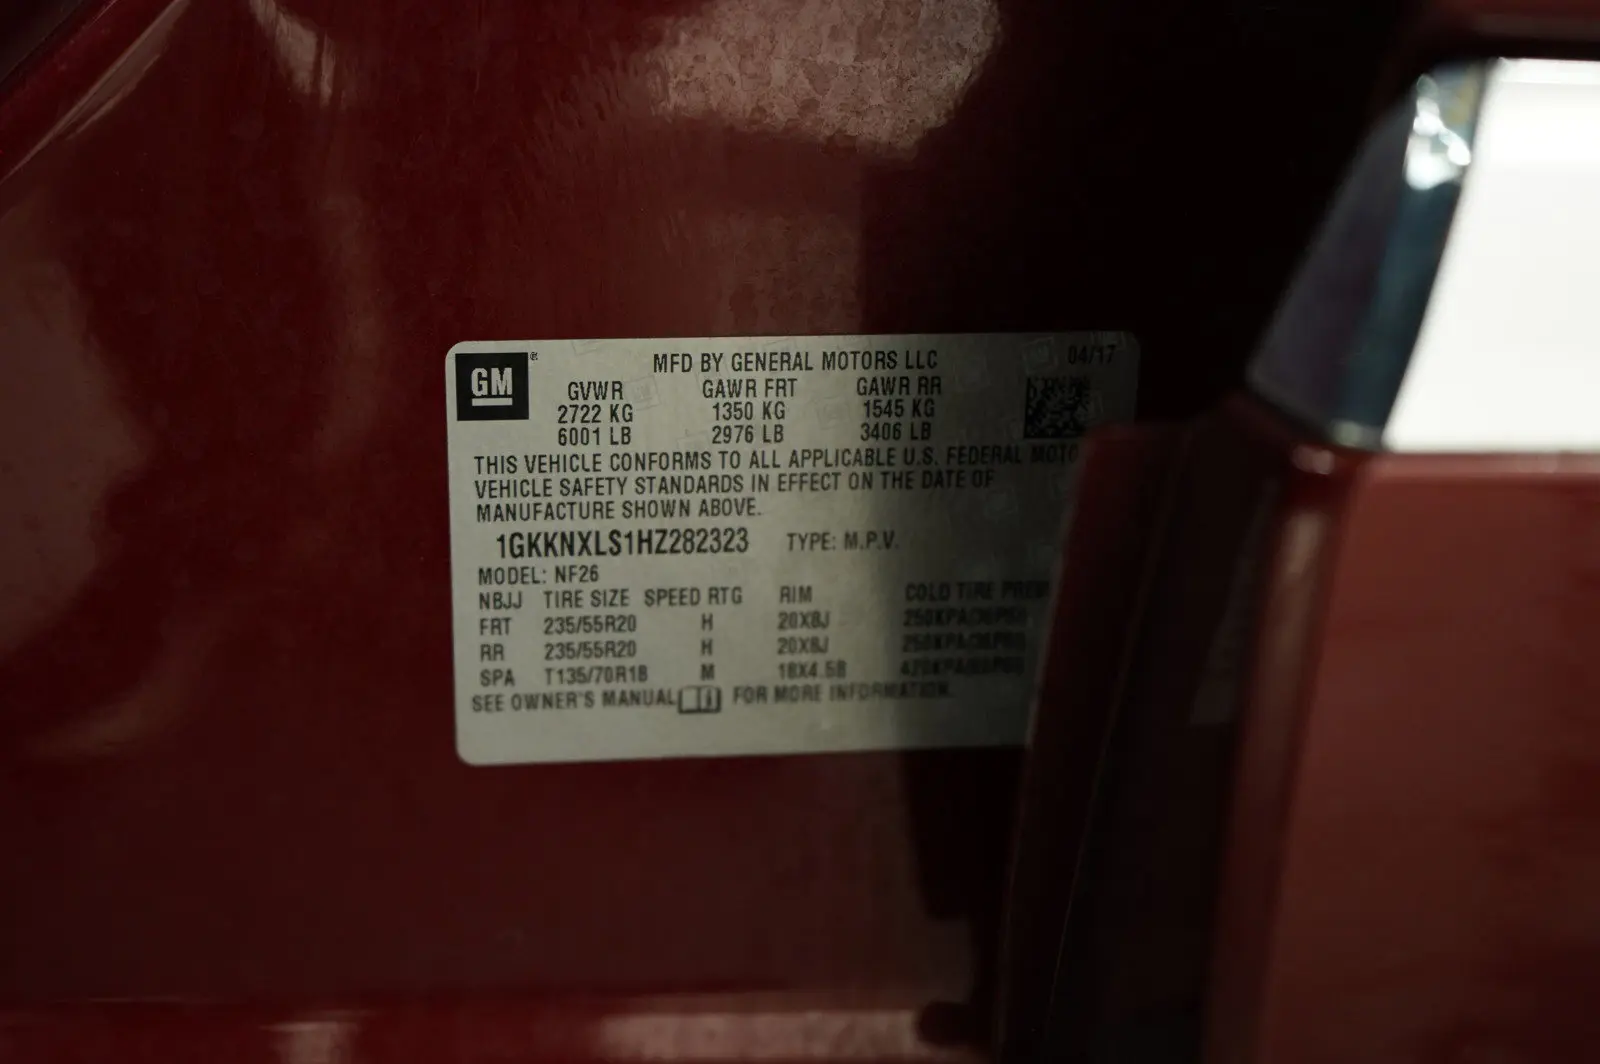 GM ® MFD BY GENERAL MOTORS LLC 04/17
GVWR GAWR FRT GAWR RR
2722 KG 1350 KG 1545 KG
6001 LB 2976 LB 3406 LB
THIS VEHICLE CONFORMS TO ALL APPLICABLE U.S. FEDERAL MOTO
VEHICLE SAFETY STANDARDS IN EFFECT ON THE DATE OF
MANUFACTURE SHOWN ABOVE.
1GKKNXLS1HZ282323 TYPE: M.P.V.
MODEL: NF26
NBJJ TIRE SIZE SPEED RTG RIM COLD TIRE
FRT 235/55R20 H 20X8J
RR 235/55R20 H 20X8J
SPA T135/70R18 M 18X4.5B
SEE OWNER'S MANUAL FOR MORE INFORMATION.